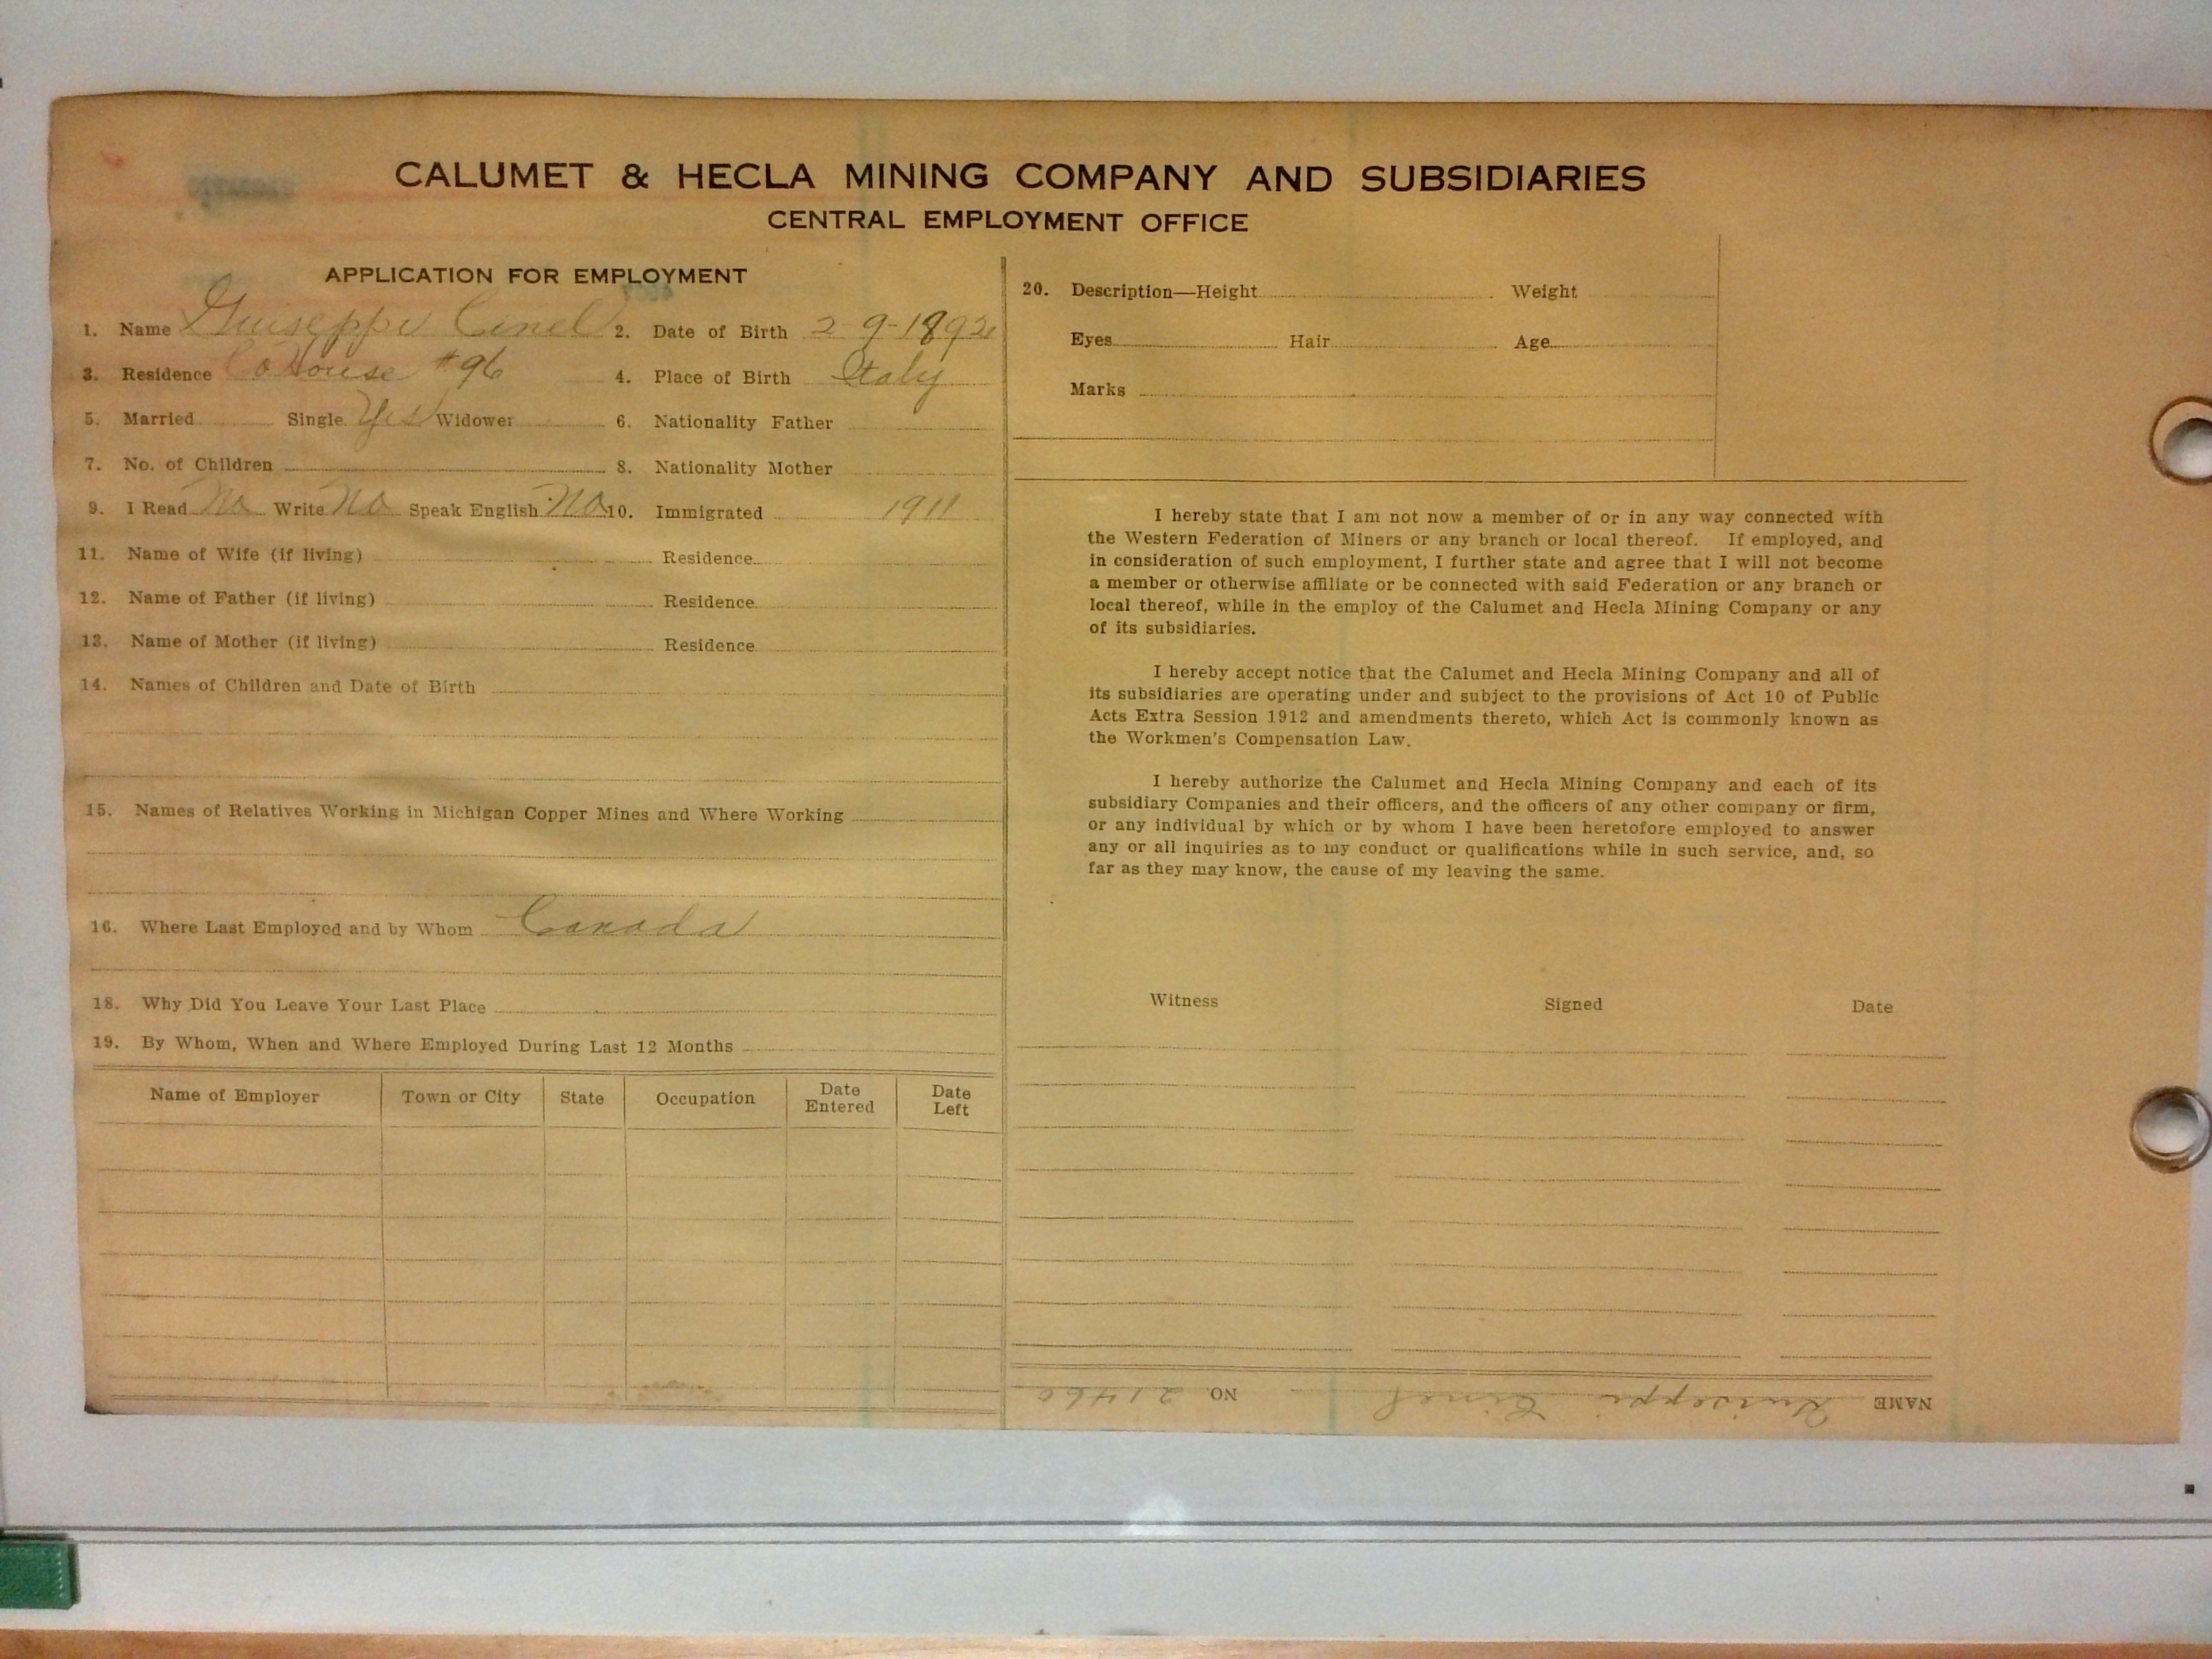 CALUMET & HECLA MINING COMPANY AND SUBSIDIARIES
CENTRAL EMPLOYMENT OFFICE
APPLICATION FOR EMPLOYMENT
1. Name Guiseppi Cinel 2. Date of Birth 2 9-1892
3. Residence Co House #96 4. Place of Birth Italy
5. Married Single Yes Widower 6. Nationality Father
7. No. of Children 8. Nationality Mother
9. I Read No Write No Speak English No 10. Immigrated 1911
11. Name of Wife (if living) Residence
12. Name of Father (if living) Residence
13. Name of Mother (if living) Residence
14. Names of Children and Date of Birth
15. Names of Relatives Working in Michigan Copper Mines and Where Working
16. Where Last Employed and by Whom Canada
18. Why Did You Leave Your Last Place
19. By Whom, When and Where Employed During Last 12 Months
Name of Employer Town or City State Occupation Date Entered Date Left
20. Description—Height Weight
Eyes Hair Age
Marks
I hereby state that I am not now a member of or in any way connected with
the Western Federation of Miners or any branch or local thereof. If employed, and
in consideration of such employment, I further state and agree that I will not become
a member or otherwise affiliate or be connected with said Federation or any branch or
local thereof, while in the employ of the Calumet and Hecla Mining Company or any
of its subsidiaries.
I hereby accept notice that the Calumet and Hecla Mining Company and all of
its subsidiaries are operating under and subject to the provisions of Act 10 of Public
Acts Extra Session 1912 and amendments thereto, which Act is commonly known as
the Workmen's Compensation Law.
I hereby authorize the Calumet and Hecla Mining Company and each of its
subsidiary Companies and their officers, and the officers of any other company or firm,
or any individual by which or by whom I have been heretofore employed to answer
any or all inquiries as to my conduct or qualifications while in such service, and, so
far as they may know, the cause of my leaving the same.
Witness Signed Date
NAME Guiseppi Cinel NO. 21460